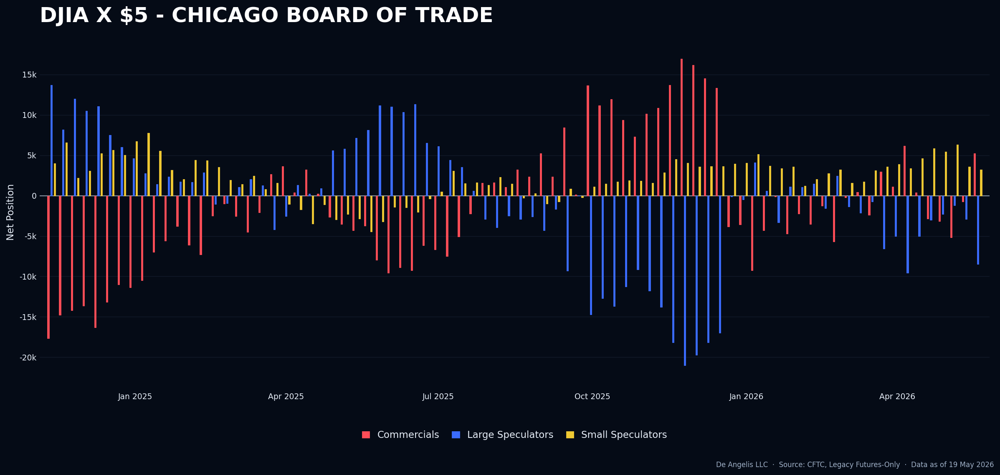 DJIA X $5 - CHICAGO BOARD OF TRADE
Net Position
15k
10k
5k
0
-5k
-10k
-15k
-20k
Jan 2025 Apr 2025 Jul 2025 Oct 2025 Jan 2026 Apr 2026
Commercials Large Speculators Small Speculators
De Angelis LLC · Source: CFTC, Legacy Futures-Only · Data as of 19 May 2026